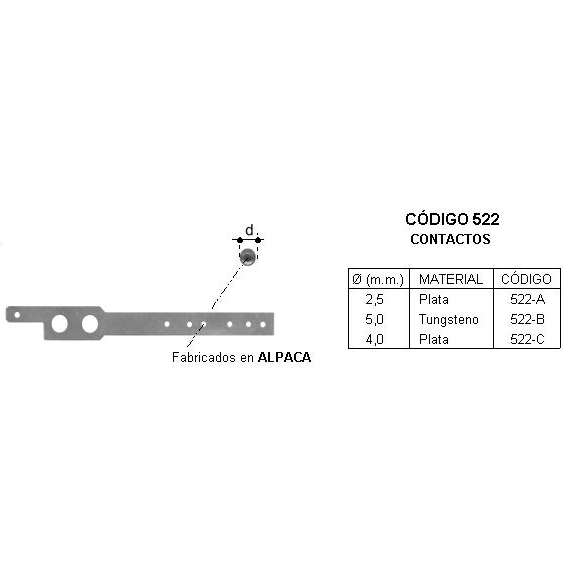 d
Fabricados en ALPACA
CÓDIGO 522
CONTACTOS
Ø (m.m.) MATERIAL CÓDIGO
2,5 Plata 522-A
5,0 Tungsteno 522-B
4,0 Plata 522-C